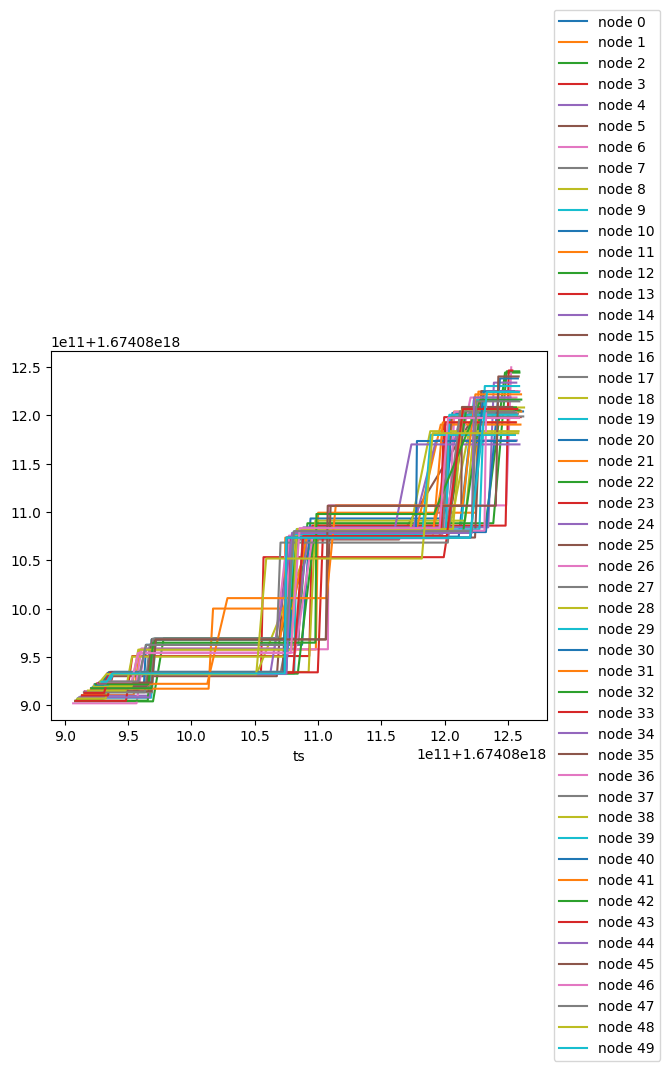 1e11+1.67408e18
12.5
12.0
11.5
11.0
10.5
10.0
9.5
9.0
9.0 9.5 10.0 10.5 11.0 11.5 12.0 12.5
1e11+1.67408e18
ts
node 0
node 1
node 2
node 3
node 4
node 5
node 6
node 7
node 8
node 9
node 10
node 11
node 12
node 13
node 14
node 15
node 16
node 17
node 18
node 19
node 20
node 21
node 22
node 23
node 24
node 25
node 26
node 27
node 28
node 29
node 30
node 31
node 32
node 33
node 34
node 35
node 36
node 37
node 38
node 39
node 40
node 41
node 42
node 43
node 44
node 45
node 46
node 47
node 48
node 49